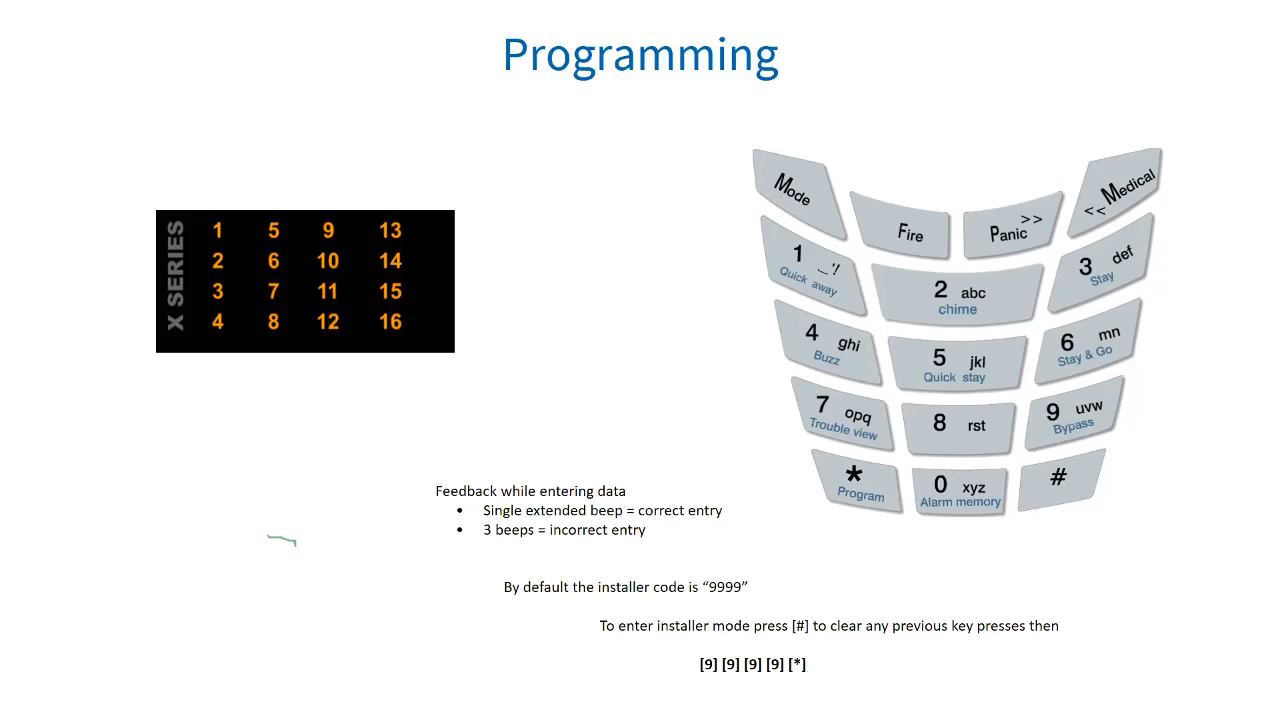 Programming
X SERIES
1 5 9 13
2 6 10 14
3 7 11 15
4 8 12 16
Mode
Fire
>>
Panic
<<Medical
1 _'!
Quick away
2 abc
chime
3 def
Stay
4 ghi
Buzz
5 jkl
Quick stay
6 mn
Stay & Go
7 opq
Trouble view
8 rst
9 uvw
Bypass
*
Program
0 xyz
Alarm memory
#
Feedback while entering data
• Single extended beep = correct entry
• 3 beeps = incorrect entry
By default the installer code is “9999”
To enter installer mode press [#] to clear any previous key presses then
[9] [9] [9] [9] [*]